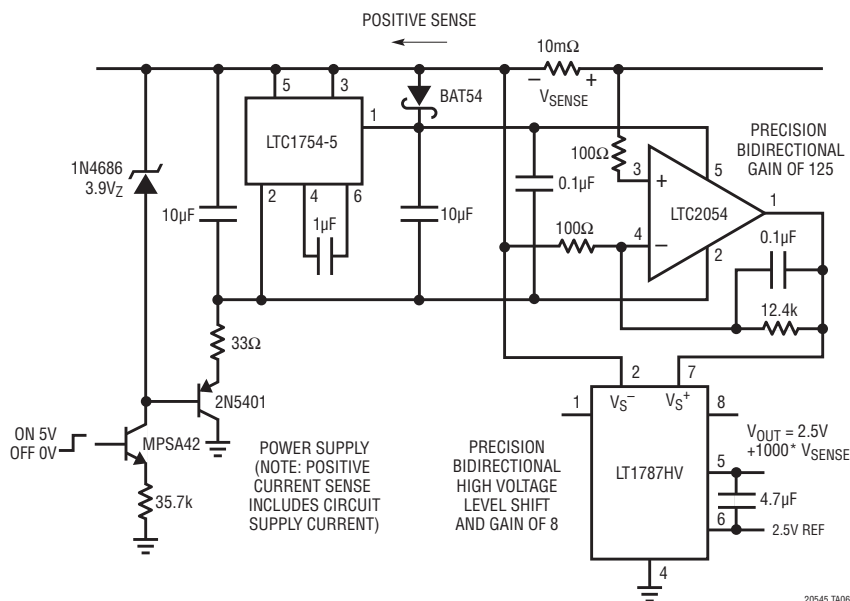 POSITIVE SENSE
10mΩ
− +
VSENSE
5 3
1
LTC1754-5
2 4 6
BAT54
1N4686
3.9VZ
10µF
1µF
10µF
0.1µF
100Ω
100Ω
3
+
4
−
5
LTC2054
1
2
PRECISION
BIDIRECTIONAL
GAIN OF 125
0.1µF
12.4k
33Ω
2N5401
ON 5V
OFF 0V
MPSA42
35.7k
POWER SUPPLY
(NOTE: POSITIVE
CURRENT SENSE
INCLUDES CIRCUIT
SUPPLY CURRENT)
PRECISION
BIDIRECTIONAL
HIGH VOLTAGE
LEVEL SHIFT
AND GAIN OF 8
2 7
1
VS− VS+
8
LT1787HV
5
6
4
VOUT = 2.5V
+1000* VSENSE
4.7µF
2.5V REF
20545 TA06